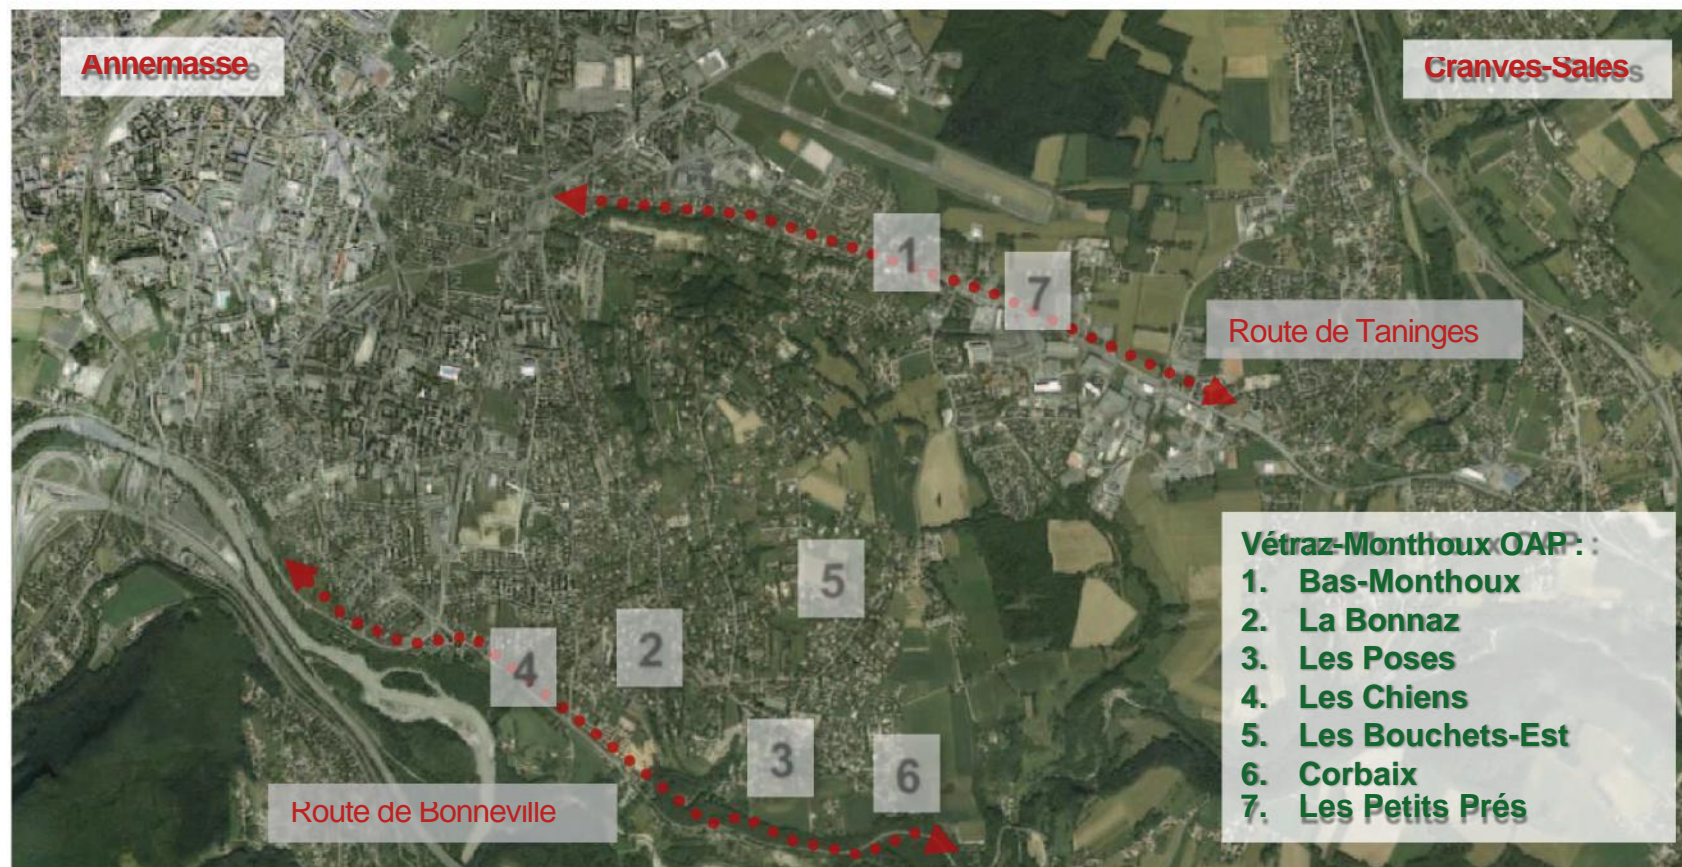 Annemasse
Cranves-Sales
1
7
Route de Taninges
Vétraz-Monthoux OAP :
1. Bas-Monthoux
2. La Bonnaz
3. Les Poses
4. Les Chiens
5. Les Bouchets-Est
6. Corbaix
7. Les Petits Prés
5
2
4
3
6
Route de Bonneville